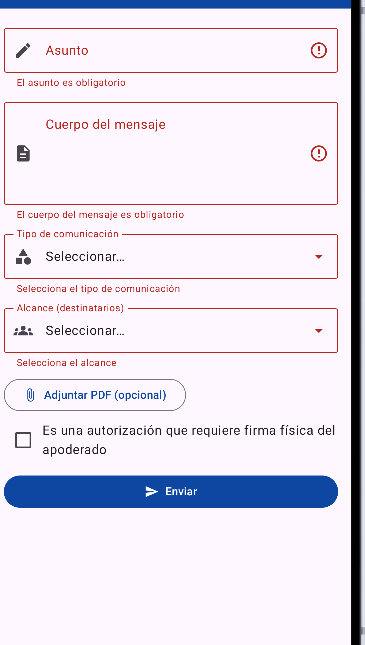 Asunto
El asunto es obligatorio
Cuerpo del mensaje
El cuerpo del mensaje es obligatorio
Tipo de comunicación
Seleccionar...
Selecciona el tipo de comunicación
Alcance (destinatarios)
Seleccionar...
Selecciona el alcance
Adjuntar PDF (opcional)
Es una autorización que requiere firma física del
apoderado
Enviar